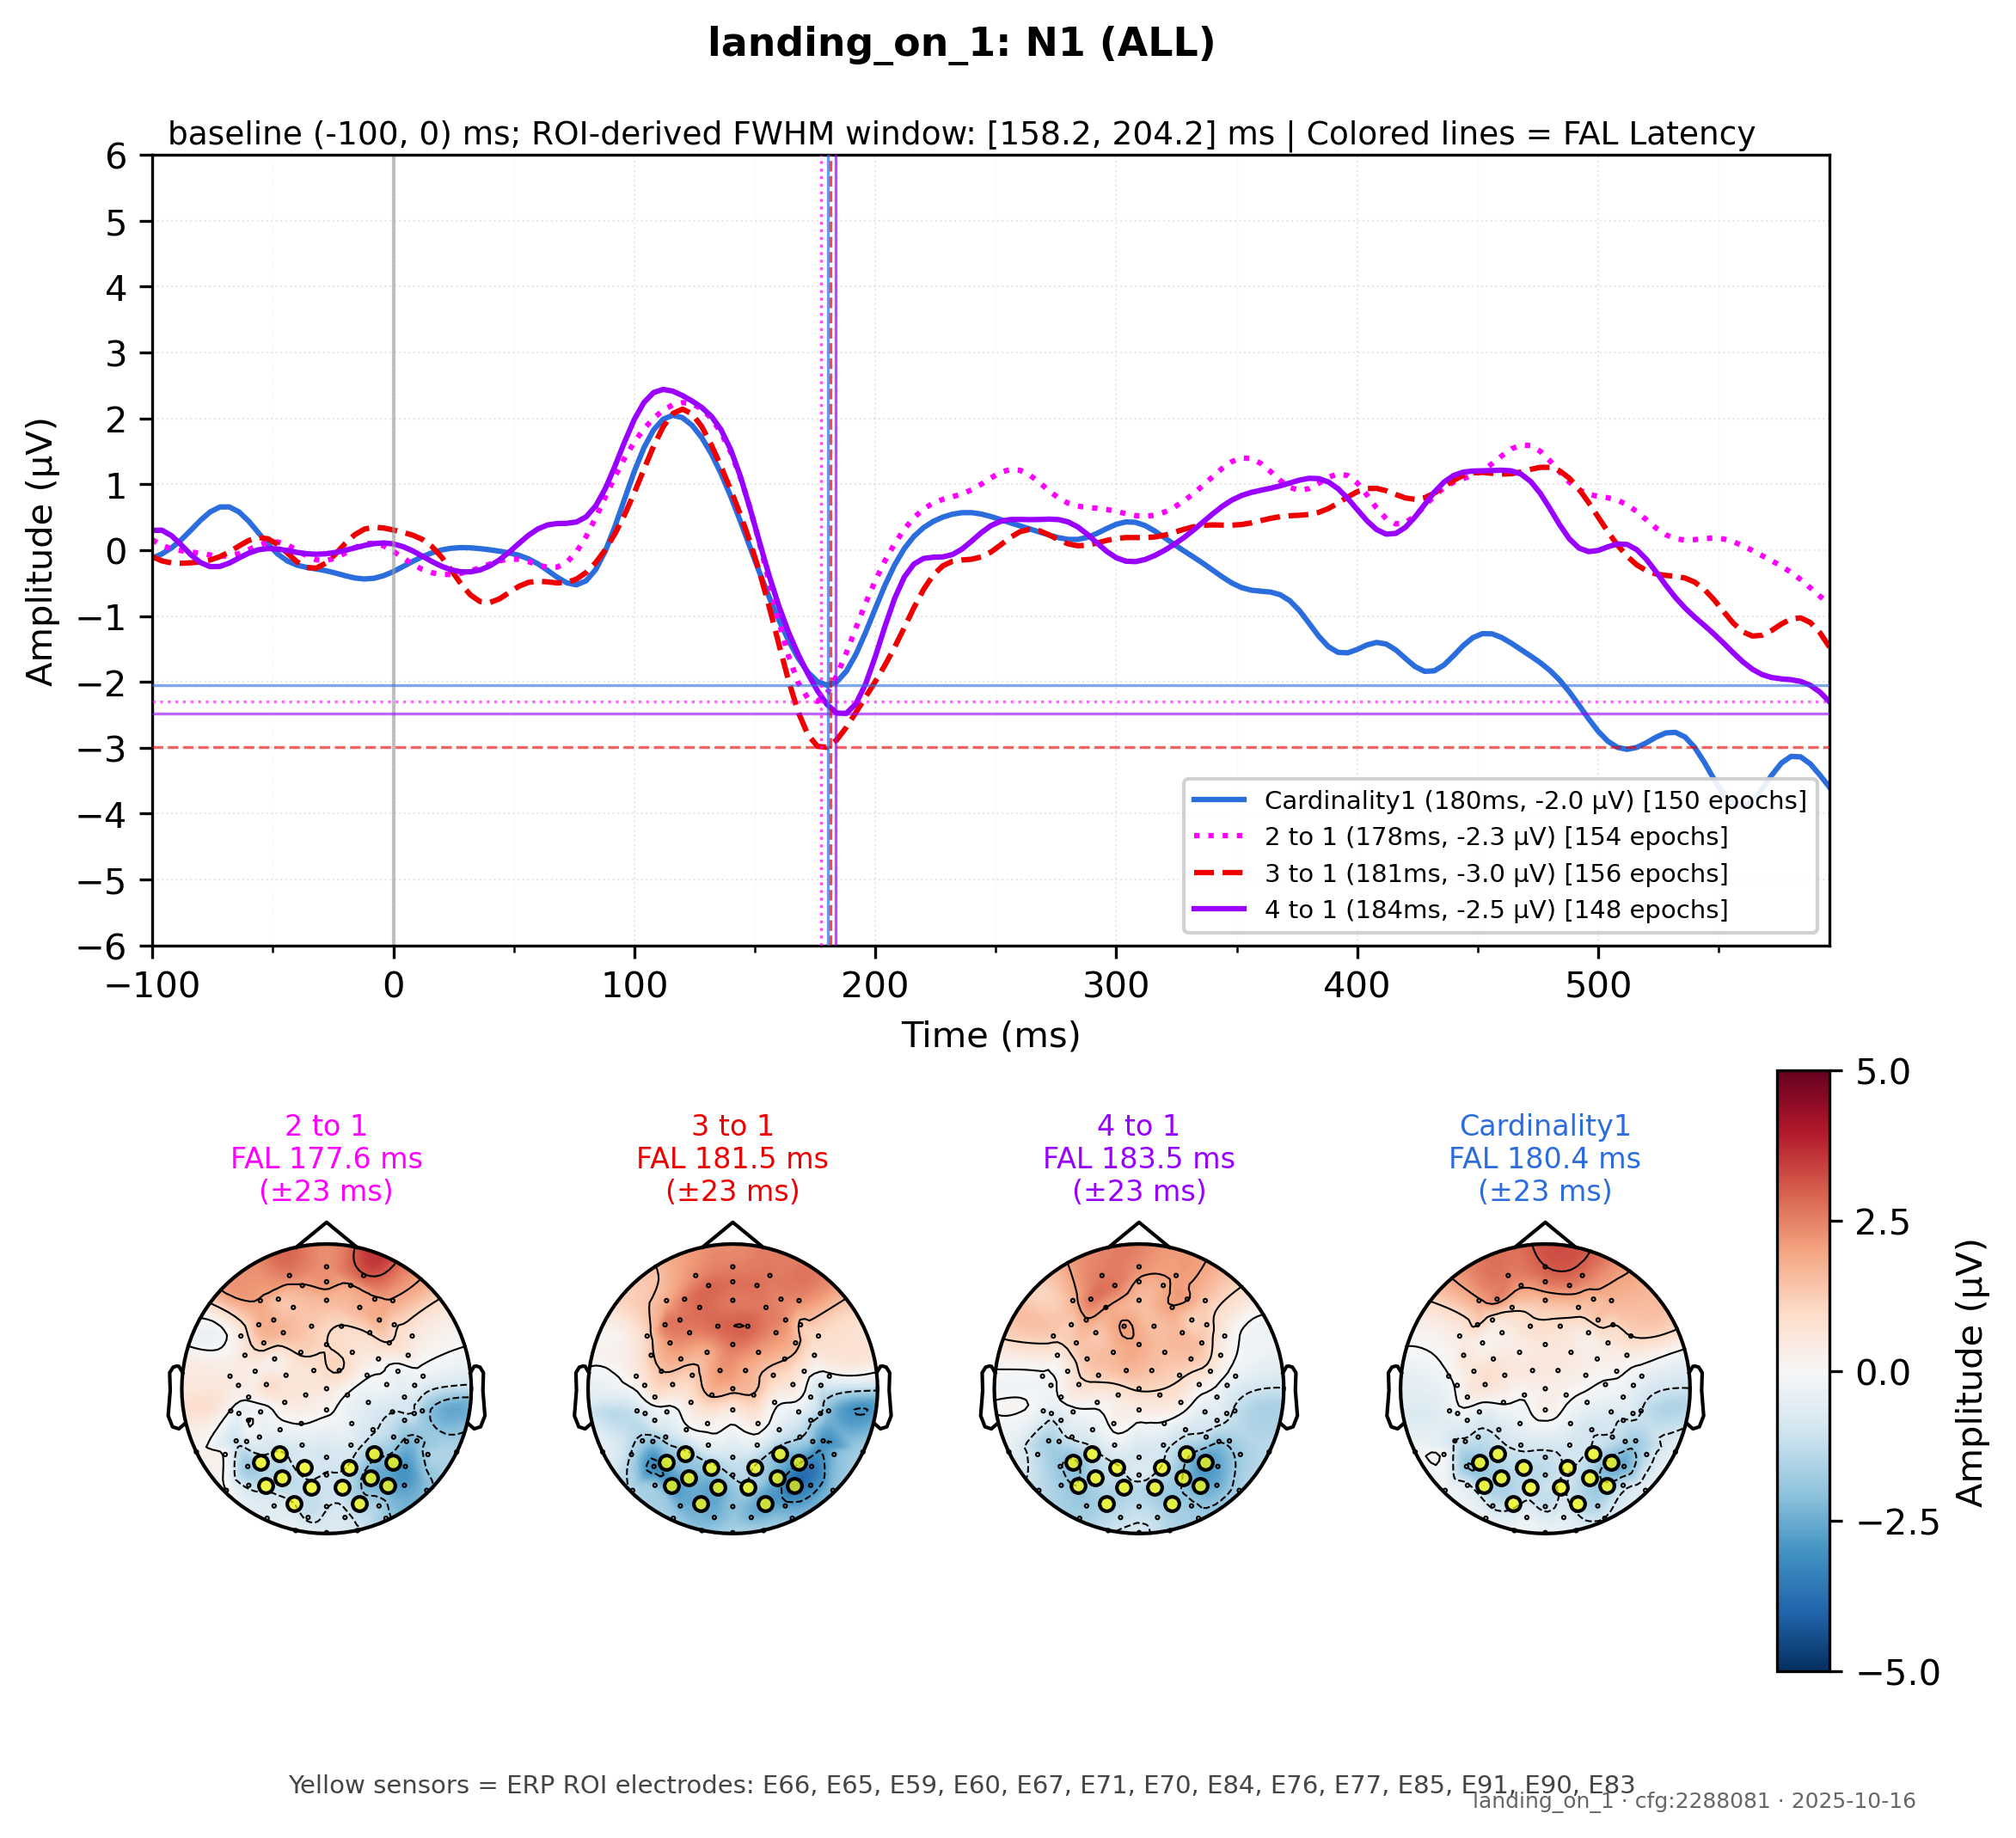 landing_on_1: N1 (ALL)
baseline (-100, 0) ms; ROI-derived FWHM window: [158.2, 204.2] ms | Colored lines = FAL Latency
Amplitude (µV)
6
5
4
3
2
1
0
−1
−2
−3
−4
−5
−6
Cardinality1 (180ms, -2.0 µV) [150 epochs]
2 to 1 (178ms, -2.3 µV) [154 epochs]
3 to 1 (181ms, -3.0 µV) [156 epochs]
4 to 1 (184ms, -2.5 µV) [148 epochs]
−100 0 100 200 300 400 500
Time (ms)
2 to 1
FAL 177.6 ms
(±23 ms)
3 to 1
FAL 181.5 ms
(±23 ms)
4 to 1
FAL 183.5 ms
(±23 ms)
Cardinality1
FAL 180.4 ms
(±23 ms)
5.0
2.5
0.0
−2.5
−5.0
Amplitude (µV)
Yellow sensors = ERP ROI electrodes: E66, E65, E59, E60, E67, E71, E70, E84, E76, E77, E85, E91, E90, E83
landing_on_1 · cfg:2288081 · 2025-10-16